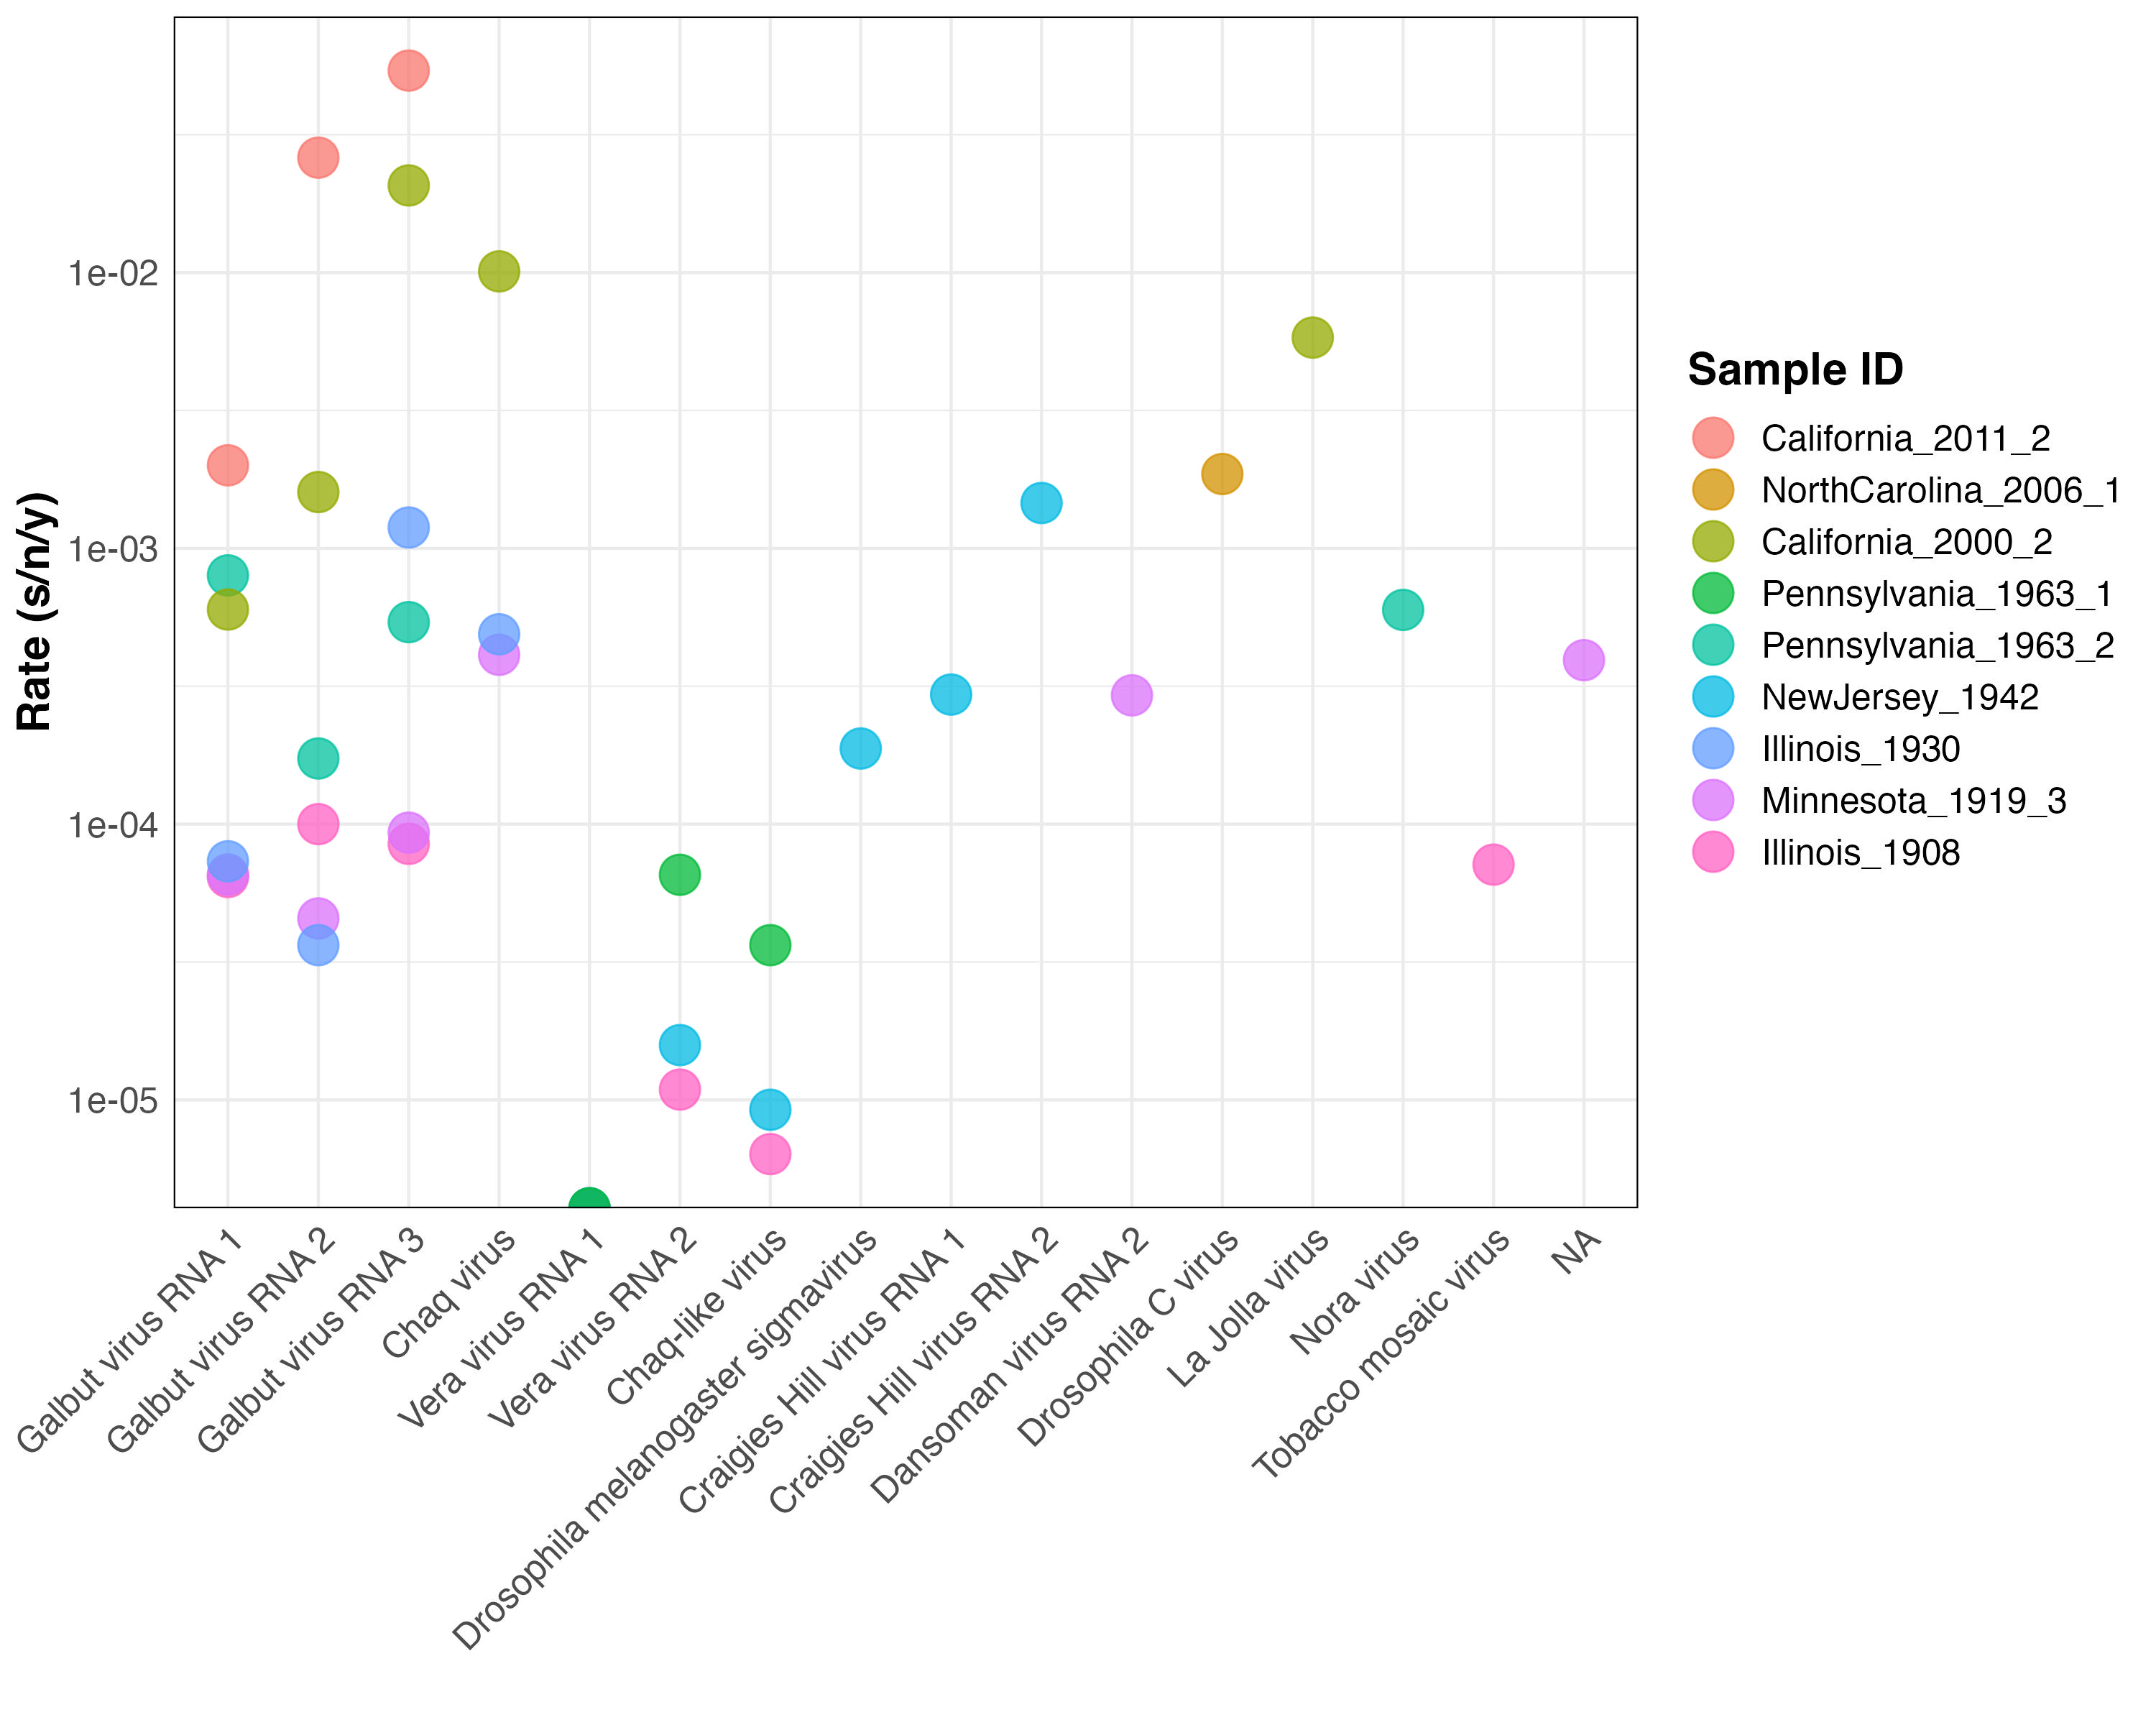 Rate (s/n/y)
1e-02
1e-03
1e-04
1e-05
Galbut virus RNA 1
Galbut virus RNA 2
Galbut virus RNA 3
Chaq virus
Vera virus RNA 1
Vera virus RNA 2
Chaq-like virus
Drosophila melanogaster sigmavirus
Craigies Hill virus RNA 1
Craigies Hill virus RNA 2
Dansoman virus RNA 2
Drosophila C virus
La Jolla virus
Nora virus
Tobacco mosaic virus
NA
Sample ID
California_2011_2
NorthCarolina_2006_1
California_2000_2
Pennsylvania_1963_1
Pennsylvania_1963_2
NewJersey_1942
Illinois_1930
Minnesota_1919_3
Illinois_1908